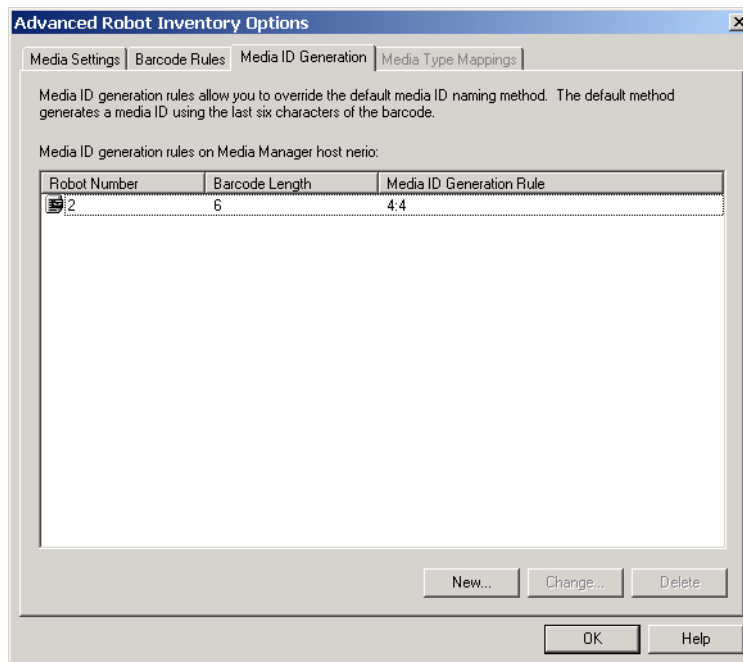 Advanced Robot Inventory Options
Media Settings Barcode Rules Media ID Generation Media Type Mappings
Media ID generation rules allow you to override the default media ID naming method. The default method
generates a media ID using the last six characters of the barcode.
Media ID generation rules on Media Manager host nerio:
Robot Number Barcode Length Media ID Generation Rule
2 6 4:4
New... Change... Delete
OK Help